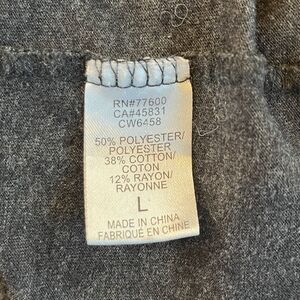 RN#77600
CA#45831
CW6458
50% POLYESTER/
POLYESTER
38% COTTON/
COTON
12% RAYON/
RAYONNE
L
MADE IN CHINA
FABRIQUÉ EN CHINE